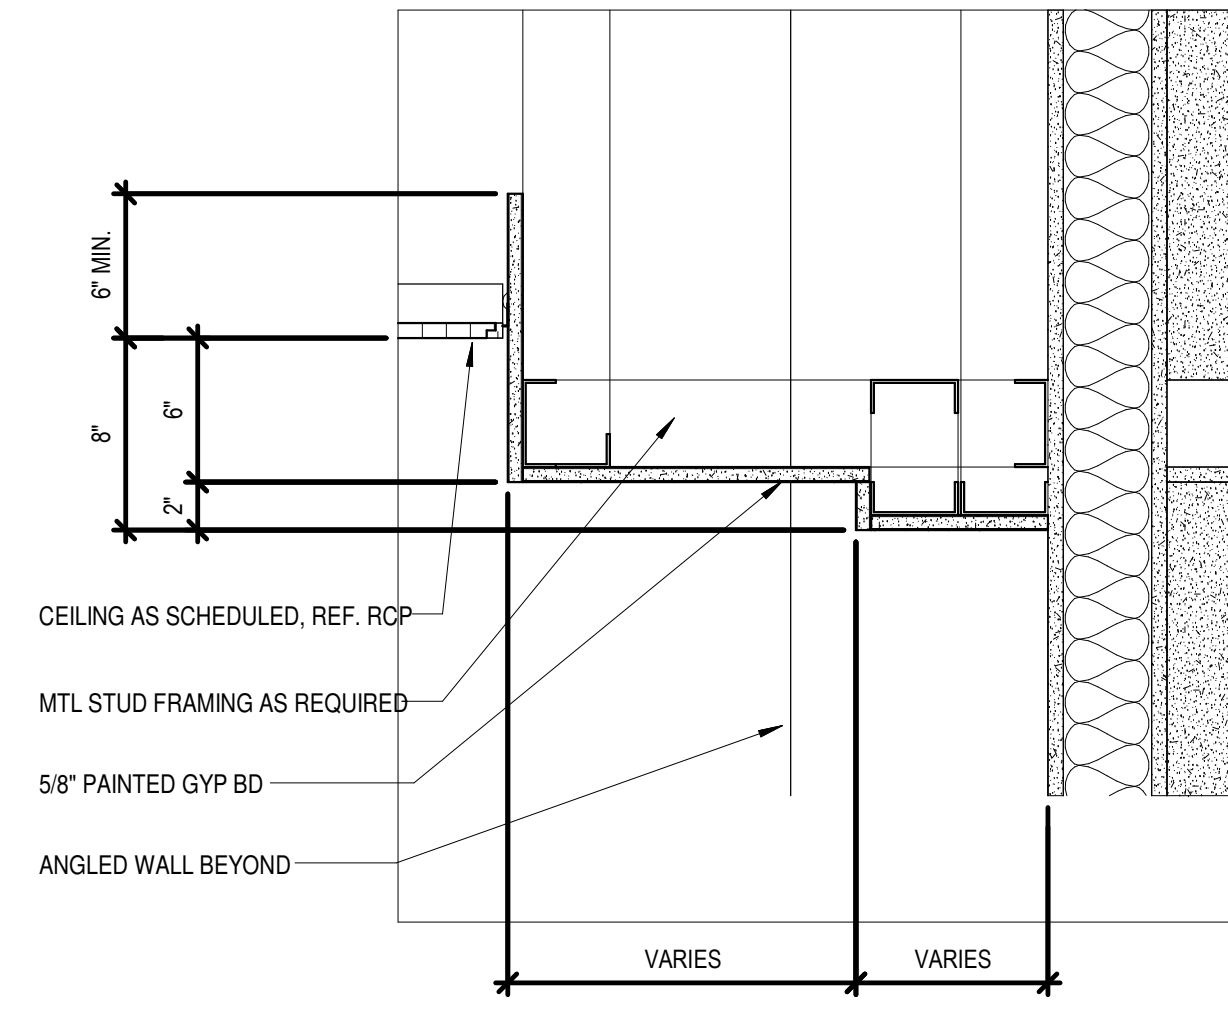 6" MIN.
6"
8"
2"
CEILING AS SCHEDULED, REF. RCP
MTL STUD FRAMING AS REQUIRED
5/8" PAINTED GYP BD
ANGLED WALL BEYOND
VARIES
VARIES